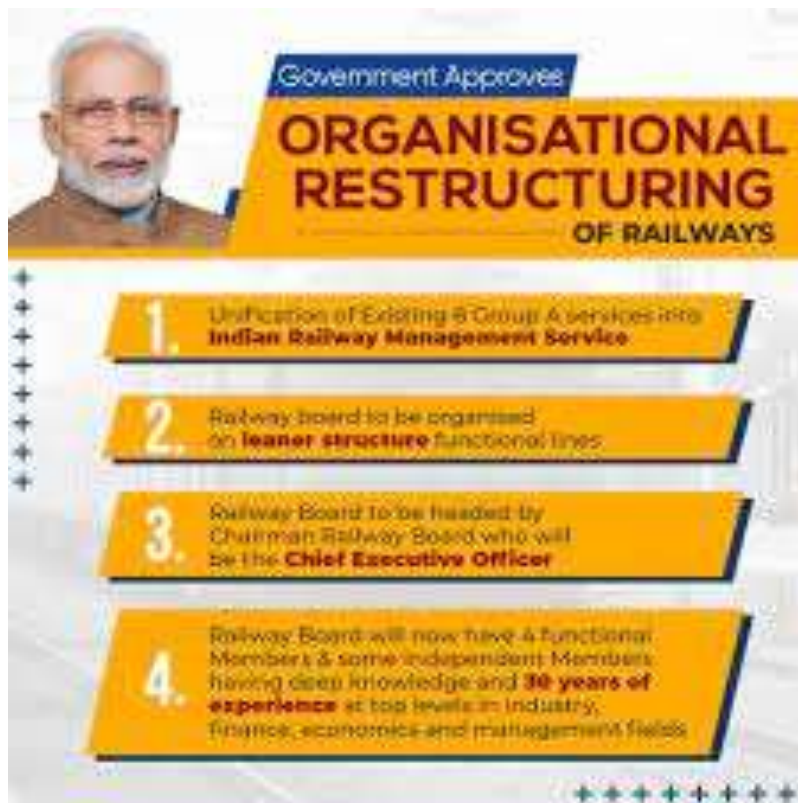 Government Approves
ORGANISATIONAL
RESTRUCTURING
OF RAILWAYS
1. Unification of Existing 8 Group A services into
Indian Railway Management Service
2. Railway board to be organised
on leaner structure functional lines
3. Railway Board to be headed by
Chairman Railway Board who will
be the Chief Executive Officer
4. Railway Board will now have 4 functional
Members & some Independent Members
having deep knowledge and 30 years of
experience at top levels in industry,
finance, economics and management fields